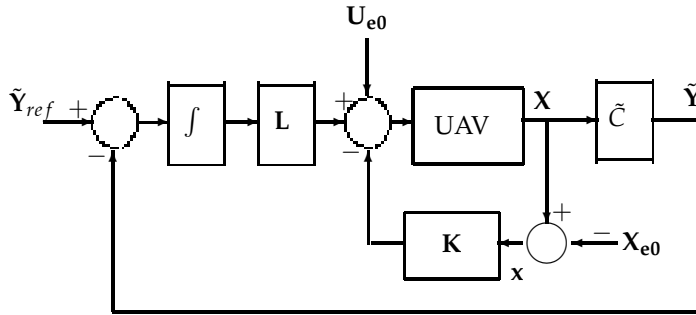 U_e0
Ỹ_ref + ∫ L + UAV X C̃ Ỹ
− −
K x + − X_e0